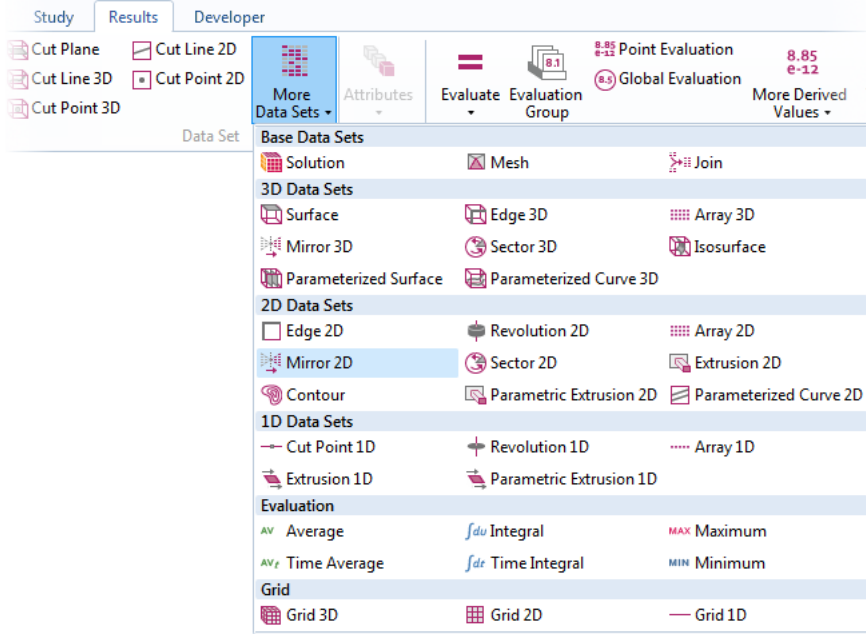 Study Results Developer
Cut Plane Cut Line 2D
Cut Line 3D Cut Point 2D
Cut Point 3D
Data Set
More
Data Sets
Attributes
Evaluate
Evaluation
Group
8.1
8.85
e-12 Point Evaluation
8.5 Global Evaluation
8.85
e-12
More Derived
Values
Base Data Sets
Solution Mesh Join
3D Data Sets
Surface Edge 3D Array 3D
Mirror 3D Sector 3D Isosurface
Parameterized Surface Parameterized Curve 3D
2D Data Sets
Edge 2D Revolution 2D Array 2D
Mirror 2D Sector 2D Extrusion 2D
Contour Parametric Extrusion 2D Parameterized Curve 2D
1D Data Sets
Cut Point 1D Revolution 1D Array 1D
Extrusion 1D Parametric Extrusion 1D
Evaluation
AV Average ∫du Integral MAX Maximum
AVt Time Average ∫dt Time Integral MIN Minimum
Grid
Grid 3D Grid 2D Grid 1D